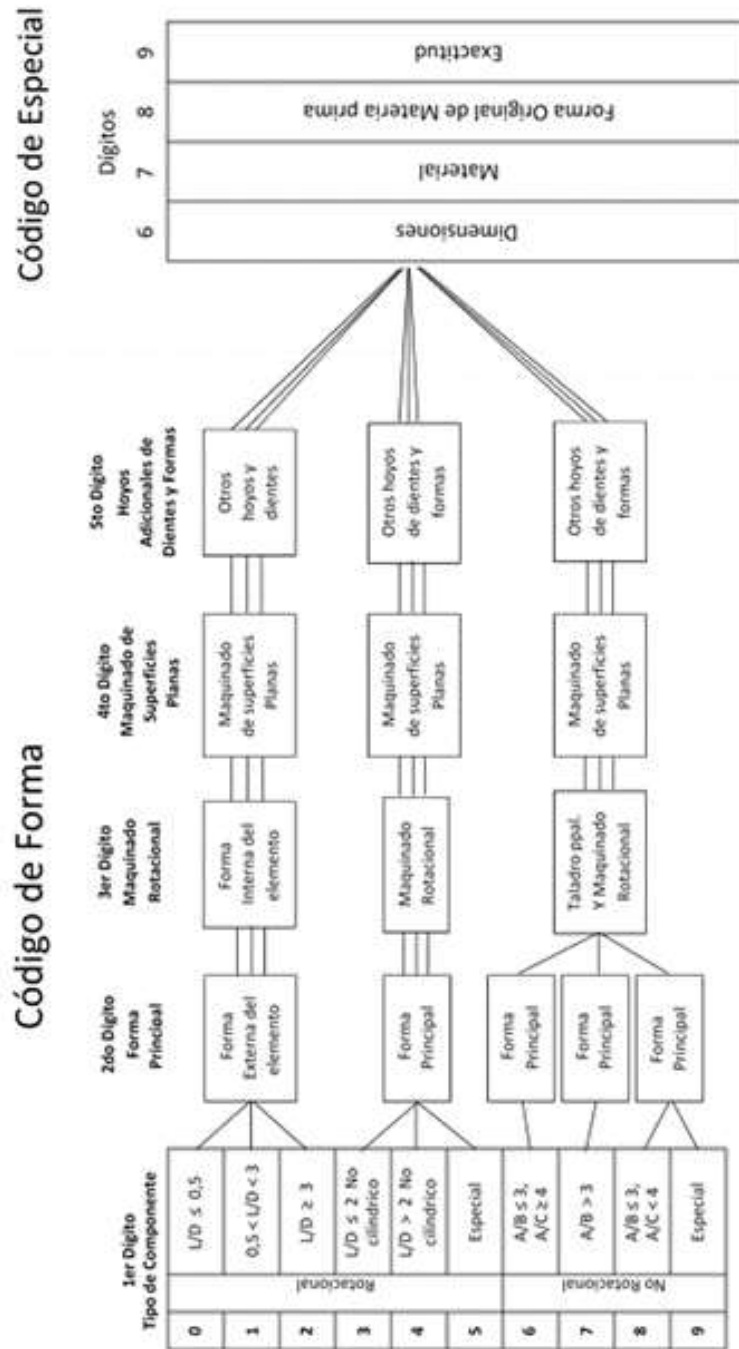 Código de Forma
Código de Especial
1er Digito
Tipo de Componente
2do Digito
Forma
Principal
3er Digito
Maquinado
Rotacional
4to Digito
Maquinado de
Superficies
Planas
5to Digito
Hoyos
Adicionales de
Dientes y Formas
Dígitos
6
7
8
9
0
1
2
3
4
5
6
7
8
9
Rotacional
No Rotacional
L/D ≤ 0,5
0,5 < L/D < 3
L/D ≥ 3
L/D ≤ 2 No
cilíndrico
L/D > 2 No
cilíndrico
Especial
A/B ≤ 3,
A/C ≥ 4
A/B > 3
A/B ≤ 3,
A/C < 4
Especial
Forma
Externa del
elemento
Forma
Interna del
elemento
Maquinado
de superficies
Planas
Otros
hoyos y
dientes
Forma
Principal
Maquinado
Rotacional
Maquinado
de superficies
Planas
Otros hoyos
de dientes y
formas
Forma
Principal
Forma
Principal
Forma
Principal
Taladro ppal.
Y Maquinado
Rotacional
Maquinado
de superficies
Planas
Otros hoyos
de dientes y
formas
Dimensiones
Material
Forma Original de Materia prima
Exactitud